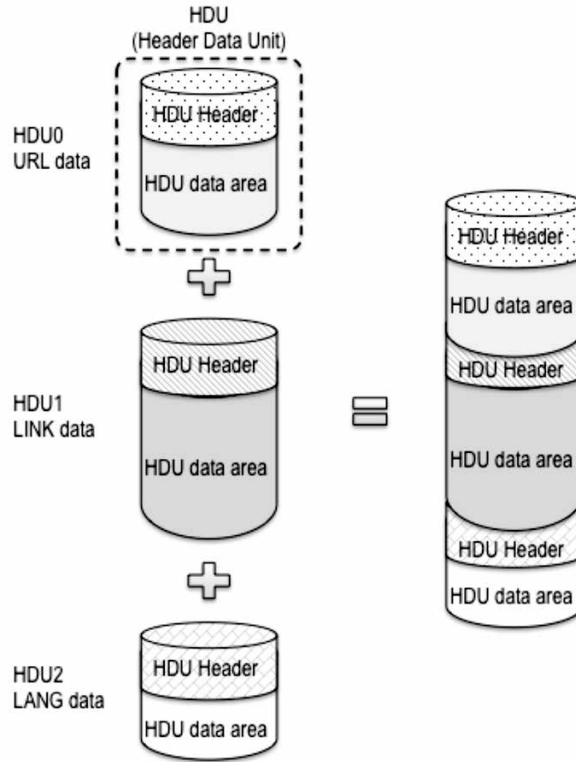 HDU
(Header Data Unit)
HDU0
URL data
HDU Header
HDU data area
HDU1
LINK data
HDU Header
HDU data area
HDU2
LANG data
HDU Header
HDU data area
HDU Header
HDU data area
HDU Header
HDU data area
HDU Header
HDU data area